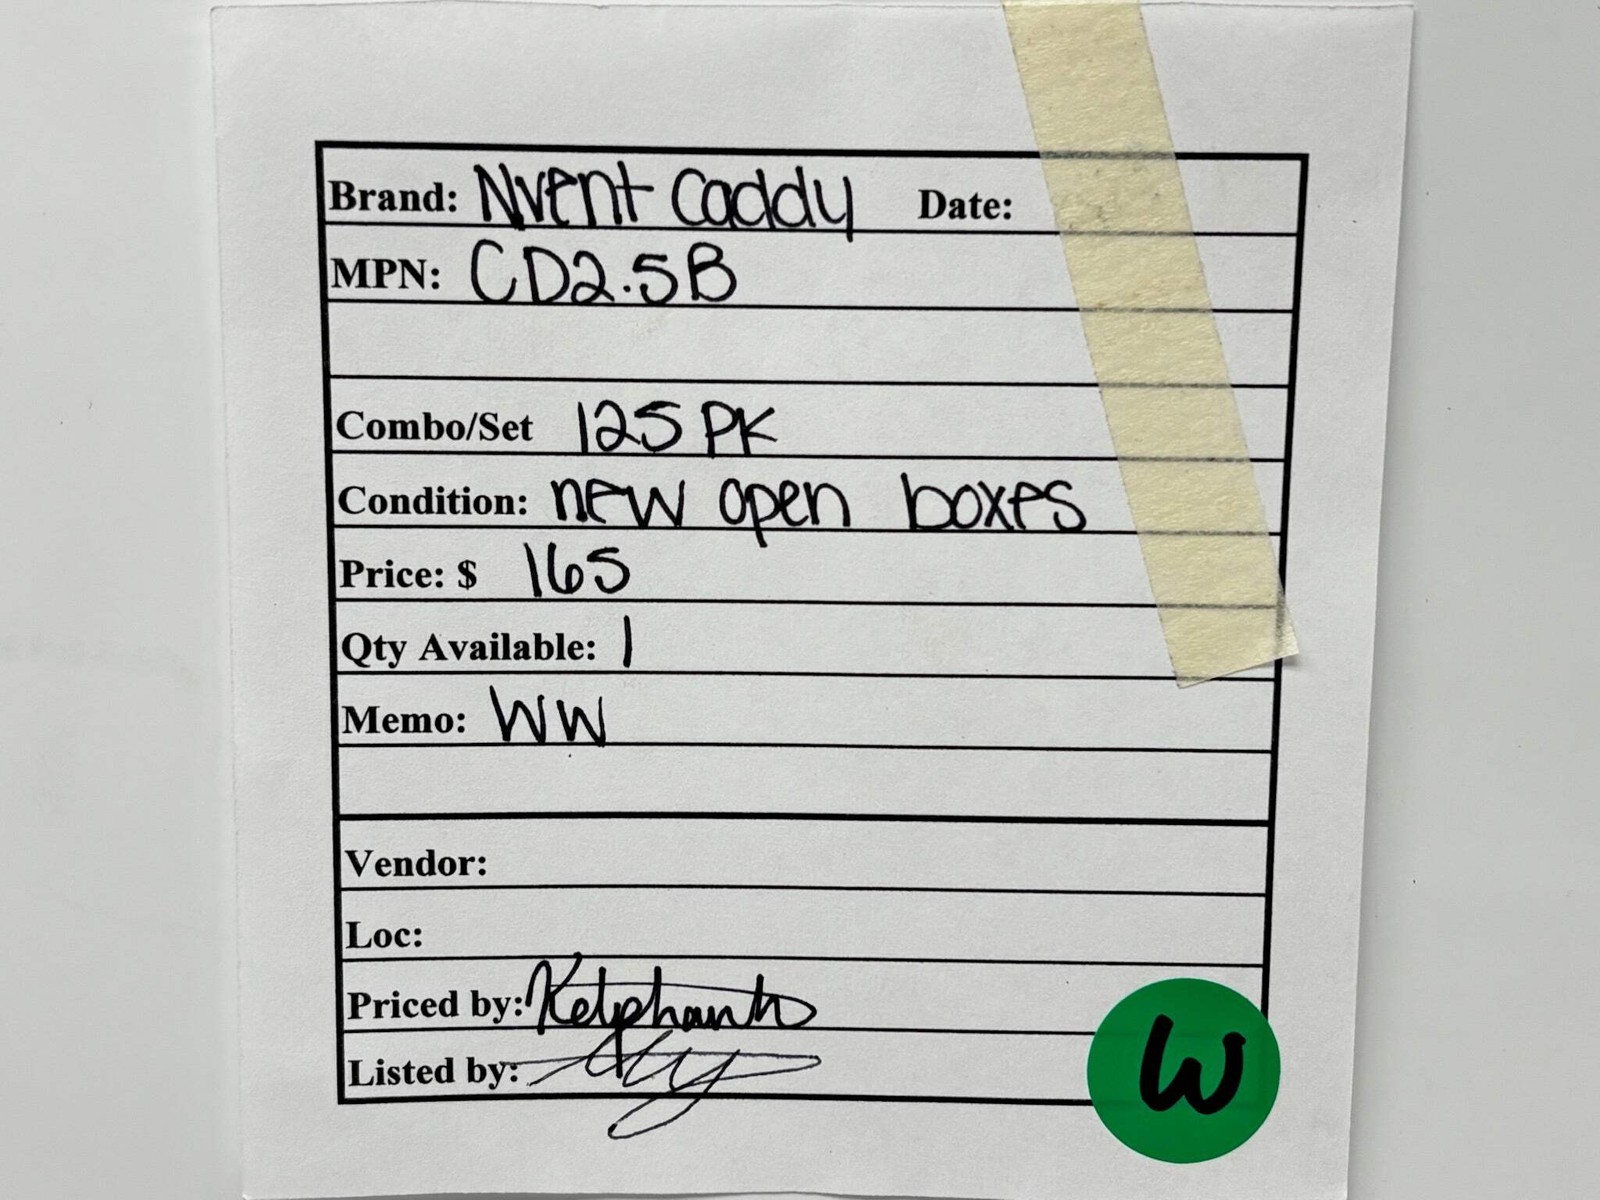 Brand: Nvent Caddy Date:
MPN: CD2.5B
Combo/Set 125 PK
Condition: new open boxes
Price: $ 165
Qty Available: 1
Memo: WW
Vendor:
Loc:
Priced by:
Listed by:
W